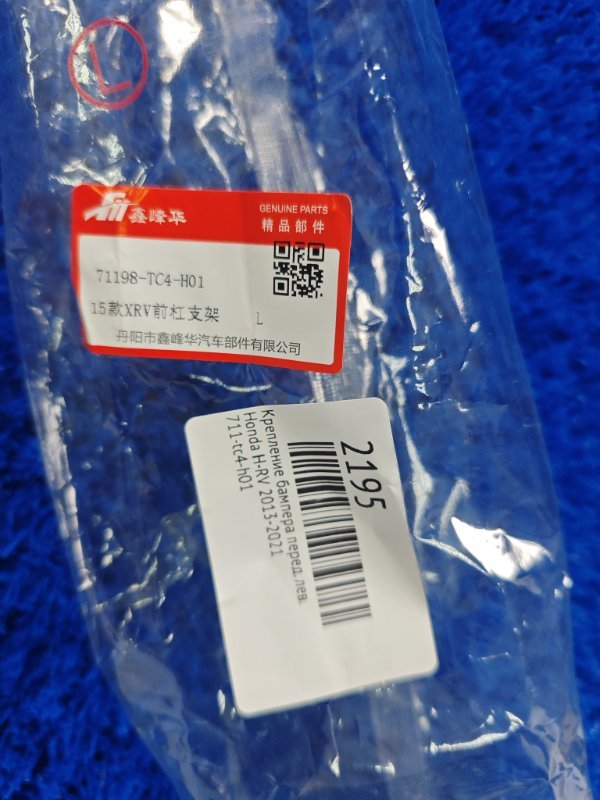 L
鑫峰华
GENUINE PARTS
精品部件
71198-TC4-H01
15款XRV前杠支架 L
丹阳市鑫峰华汽车部件有限公司
2195
Крепление бампера перед.лев.
Honda H-RV 2013-2021
711-tc4-h01